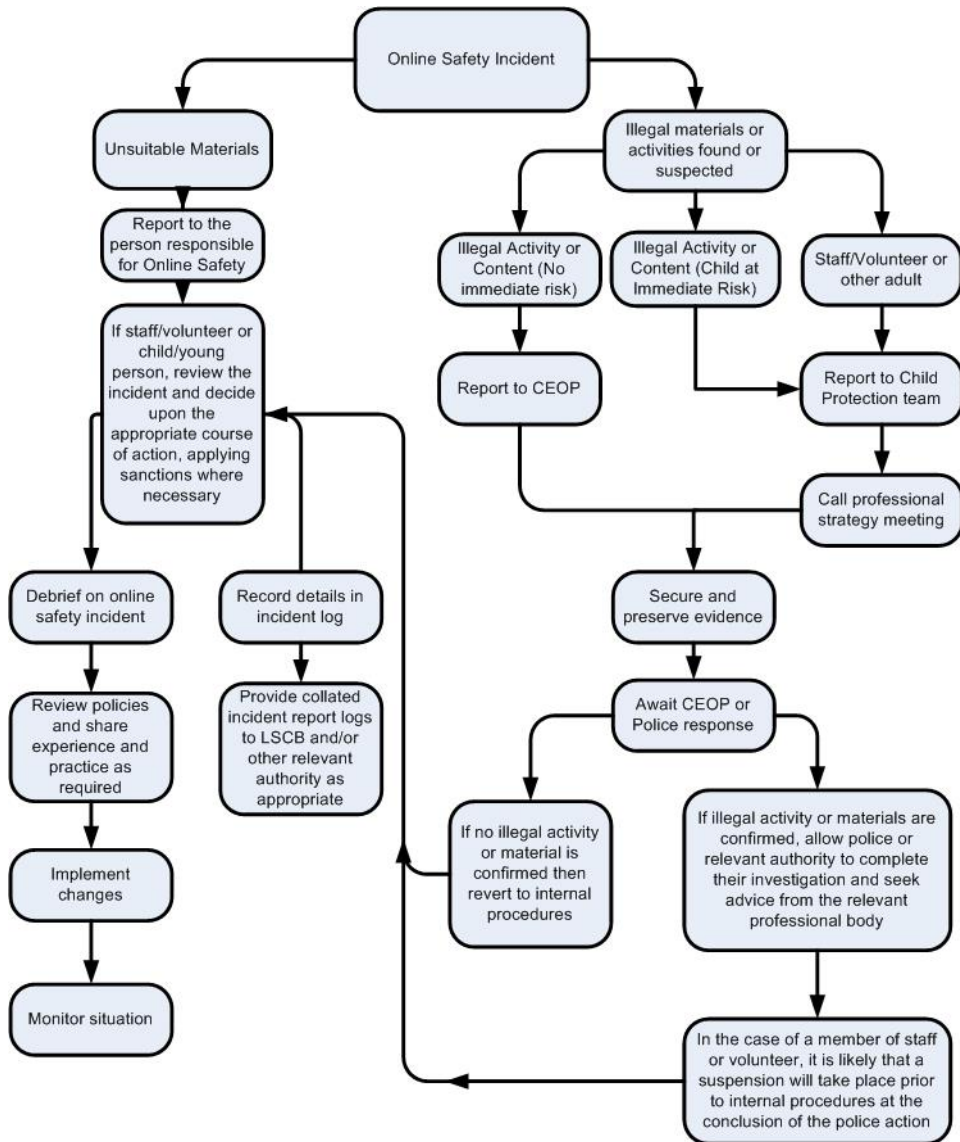 Online Safety Incident
Unsuitable Materials
Illegal materials or
activities found or
suspected
Report to the
person responsible
for Online Safety
Illegal Activity or
Content (No
immediate risk)
Illegal Activity or
Content (Child at
Immediate Risk)
Staff/Volunteer or
other adult
If staff/volunteer or
child/young
person, review the
incident and decide
upon the
appropriate course
of action, applying
sanctions where
necessary
Report to CEOP
Report to Child
Protection team
Call professional
strategy meeting
Debrief on online
safety incident
Record details in
incident log
Secure and
preserve evidence
Review policies
and share
experience and
practice as
required
Provide collated
incident report logs
to LSCB and/or
other relevant
authority as
appropriate
Await CEOP or
Police response
If no illegal activity
or material is
confirmed then
revert to internal
procedures
If illegal activity or materials are
confirmed, allow police or
relevant authority to complete
their investigation and seek
advice from the relevant
professional body
Implement
changes
Monitor situation
In the case of a member of staff
or volunteer, it is likely that a
suspension will take place prior
to internal procedures at the
conclusion of the police action